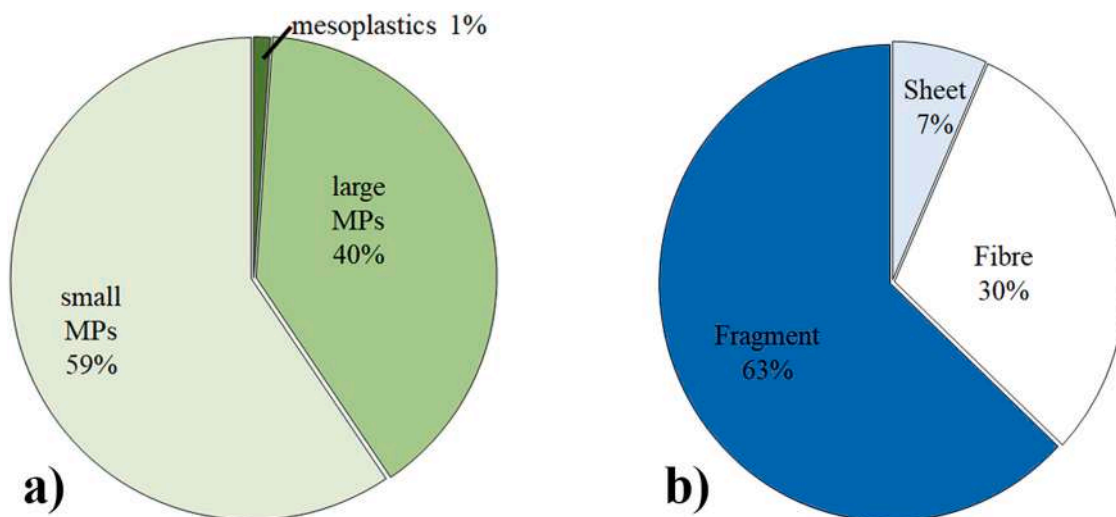 mesoplastics 1%
large
MPs
40%
small
MPs
59%
a)
Sheet
7%
Fibre
30%
Fragment
63%
b)